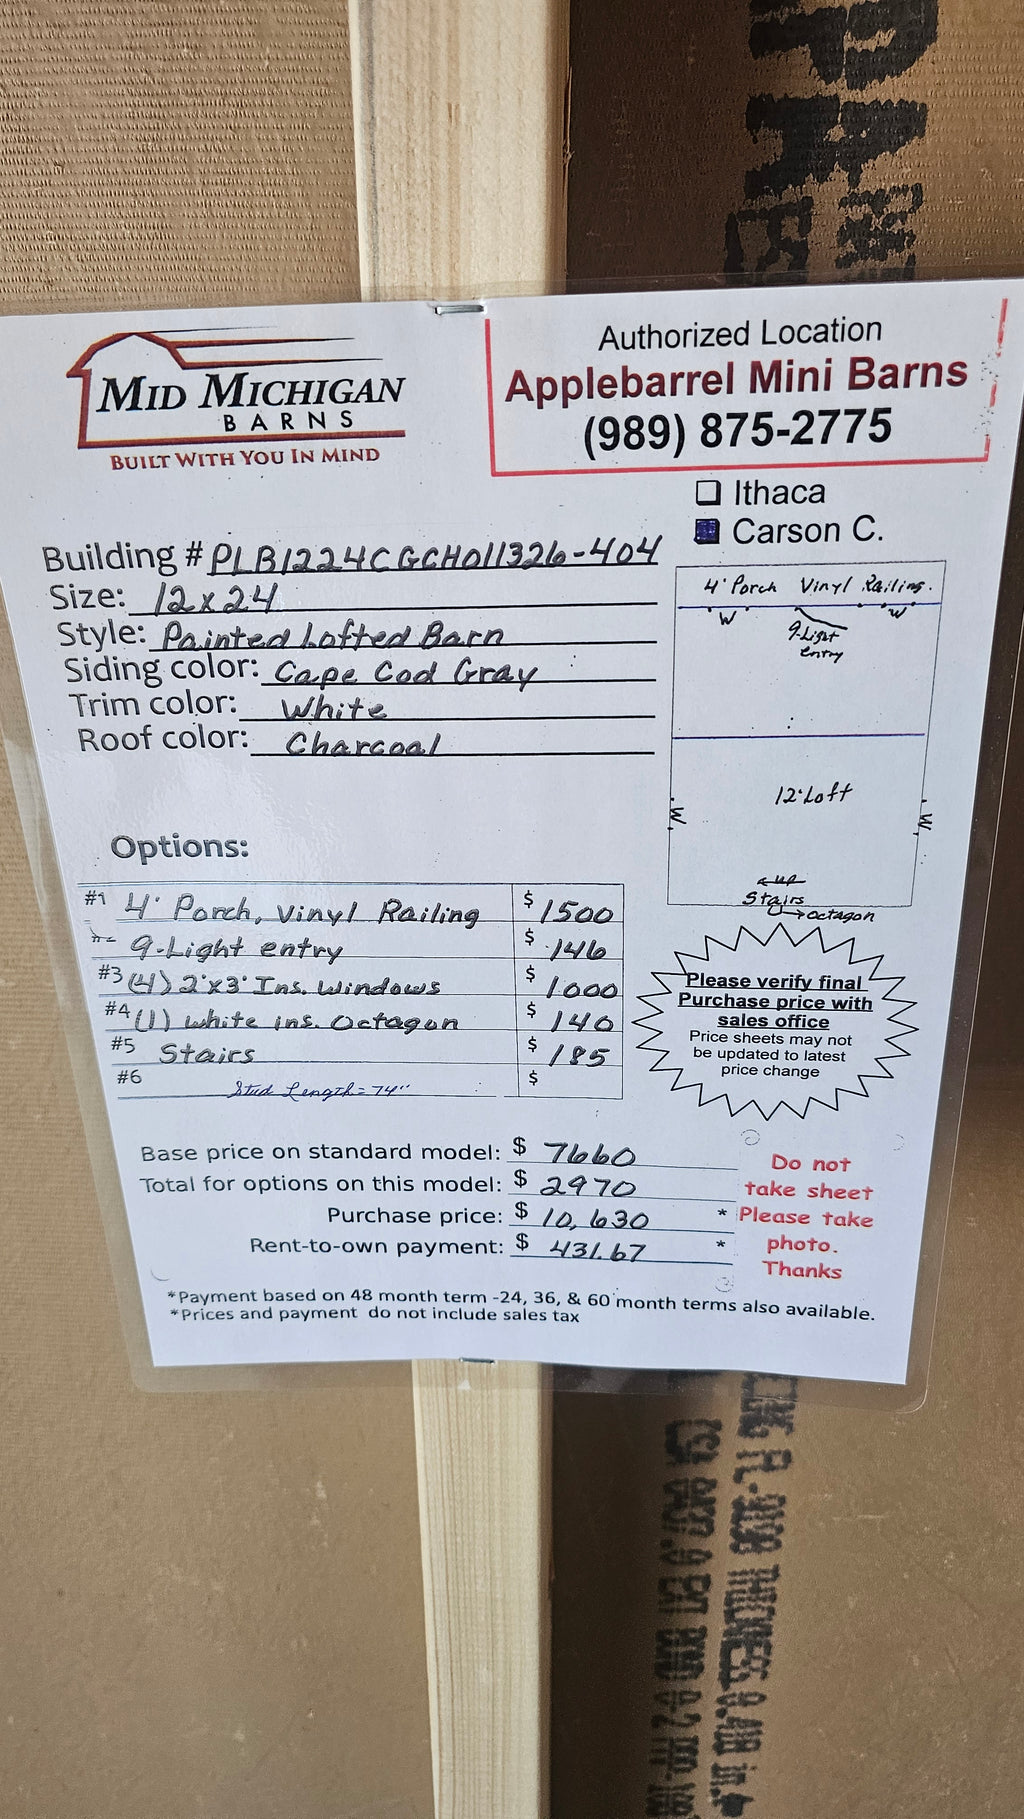 MID MICHIGAN
BARNS
BUILT WITH YOU IN MIND
Authorized Location
Applebarrel Mini Barns
(989) 875-2775
☐ Ithaca
■ Carson C.
Building # PLB1224CGCH011326-404
Size: 12x24
Style: Painted Lofted Barn
Siding color: Cape Cod Gray
Trim color: White
Roof color: Charcoal
4' Porch Vinyl Railing.
W
W
9-Light
entry
12' Loft
W
W
← up
Stairs
→ octagon
Options:
#1 4' Porch, Vinyl Railing $ 1500
9-Light entry $ 146
#3 (4) 2'x3' Ins. Windows $ 1000
#4 (1) white ins. Octagon $ 140
#5 Stairs $ 185
#6 Stud Length = 74" $
Please verify final
Purchase price with
sales office
Price sheets may not
be updated to latest
price change
Base price on standard model: $ 7660
Total for options on this model: $ 2970
Purchase price: $ 10,630 *
Rent-to-own payment: $ 431.67 *
Do not
take sheet
Please take
photo.
Thanks
*Payment based on 48 month term -24, 36, & 60 month terms also available.
*Prices and payment do not include sales tax